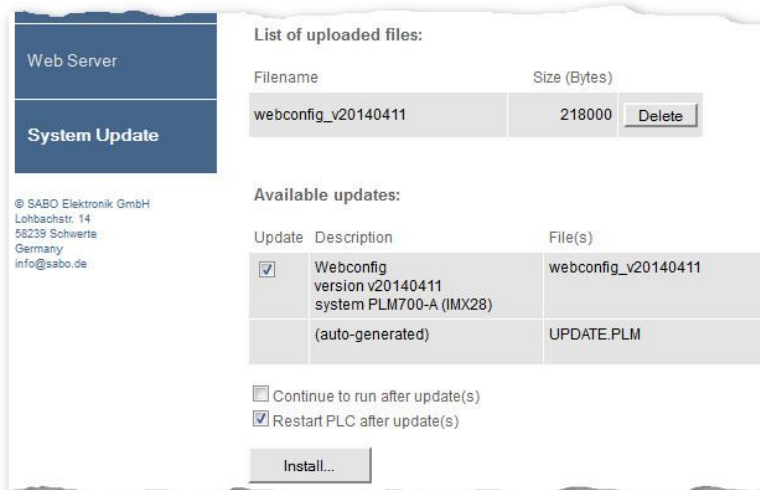 Web Server
System Update
© SABO Elektronik GmbH
Lohbachstr. 14
58239 Schwerte
Germany
info@sabo.de
List of uploaded files:
Filename Size (Bytes)
webconfig_v20140411 218000 Delete
Available updates:
Update Description File(s)
Webconfig webconfig_v20140411
version v20140411
system PLM700-A (IMX28)
(auto-generated) UPDATE.PLM
Continue to run after update(s)
Restart PLC after update(s)
Install...